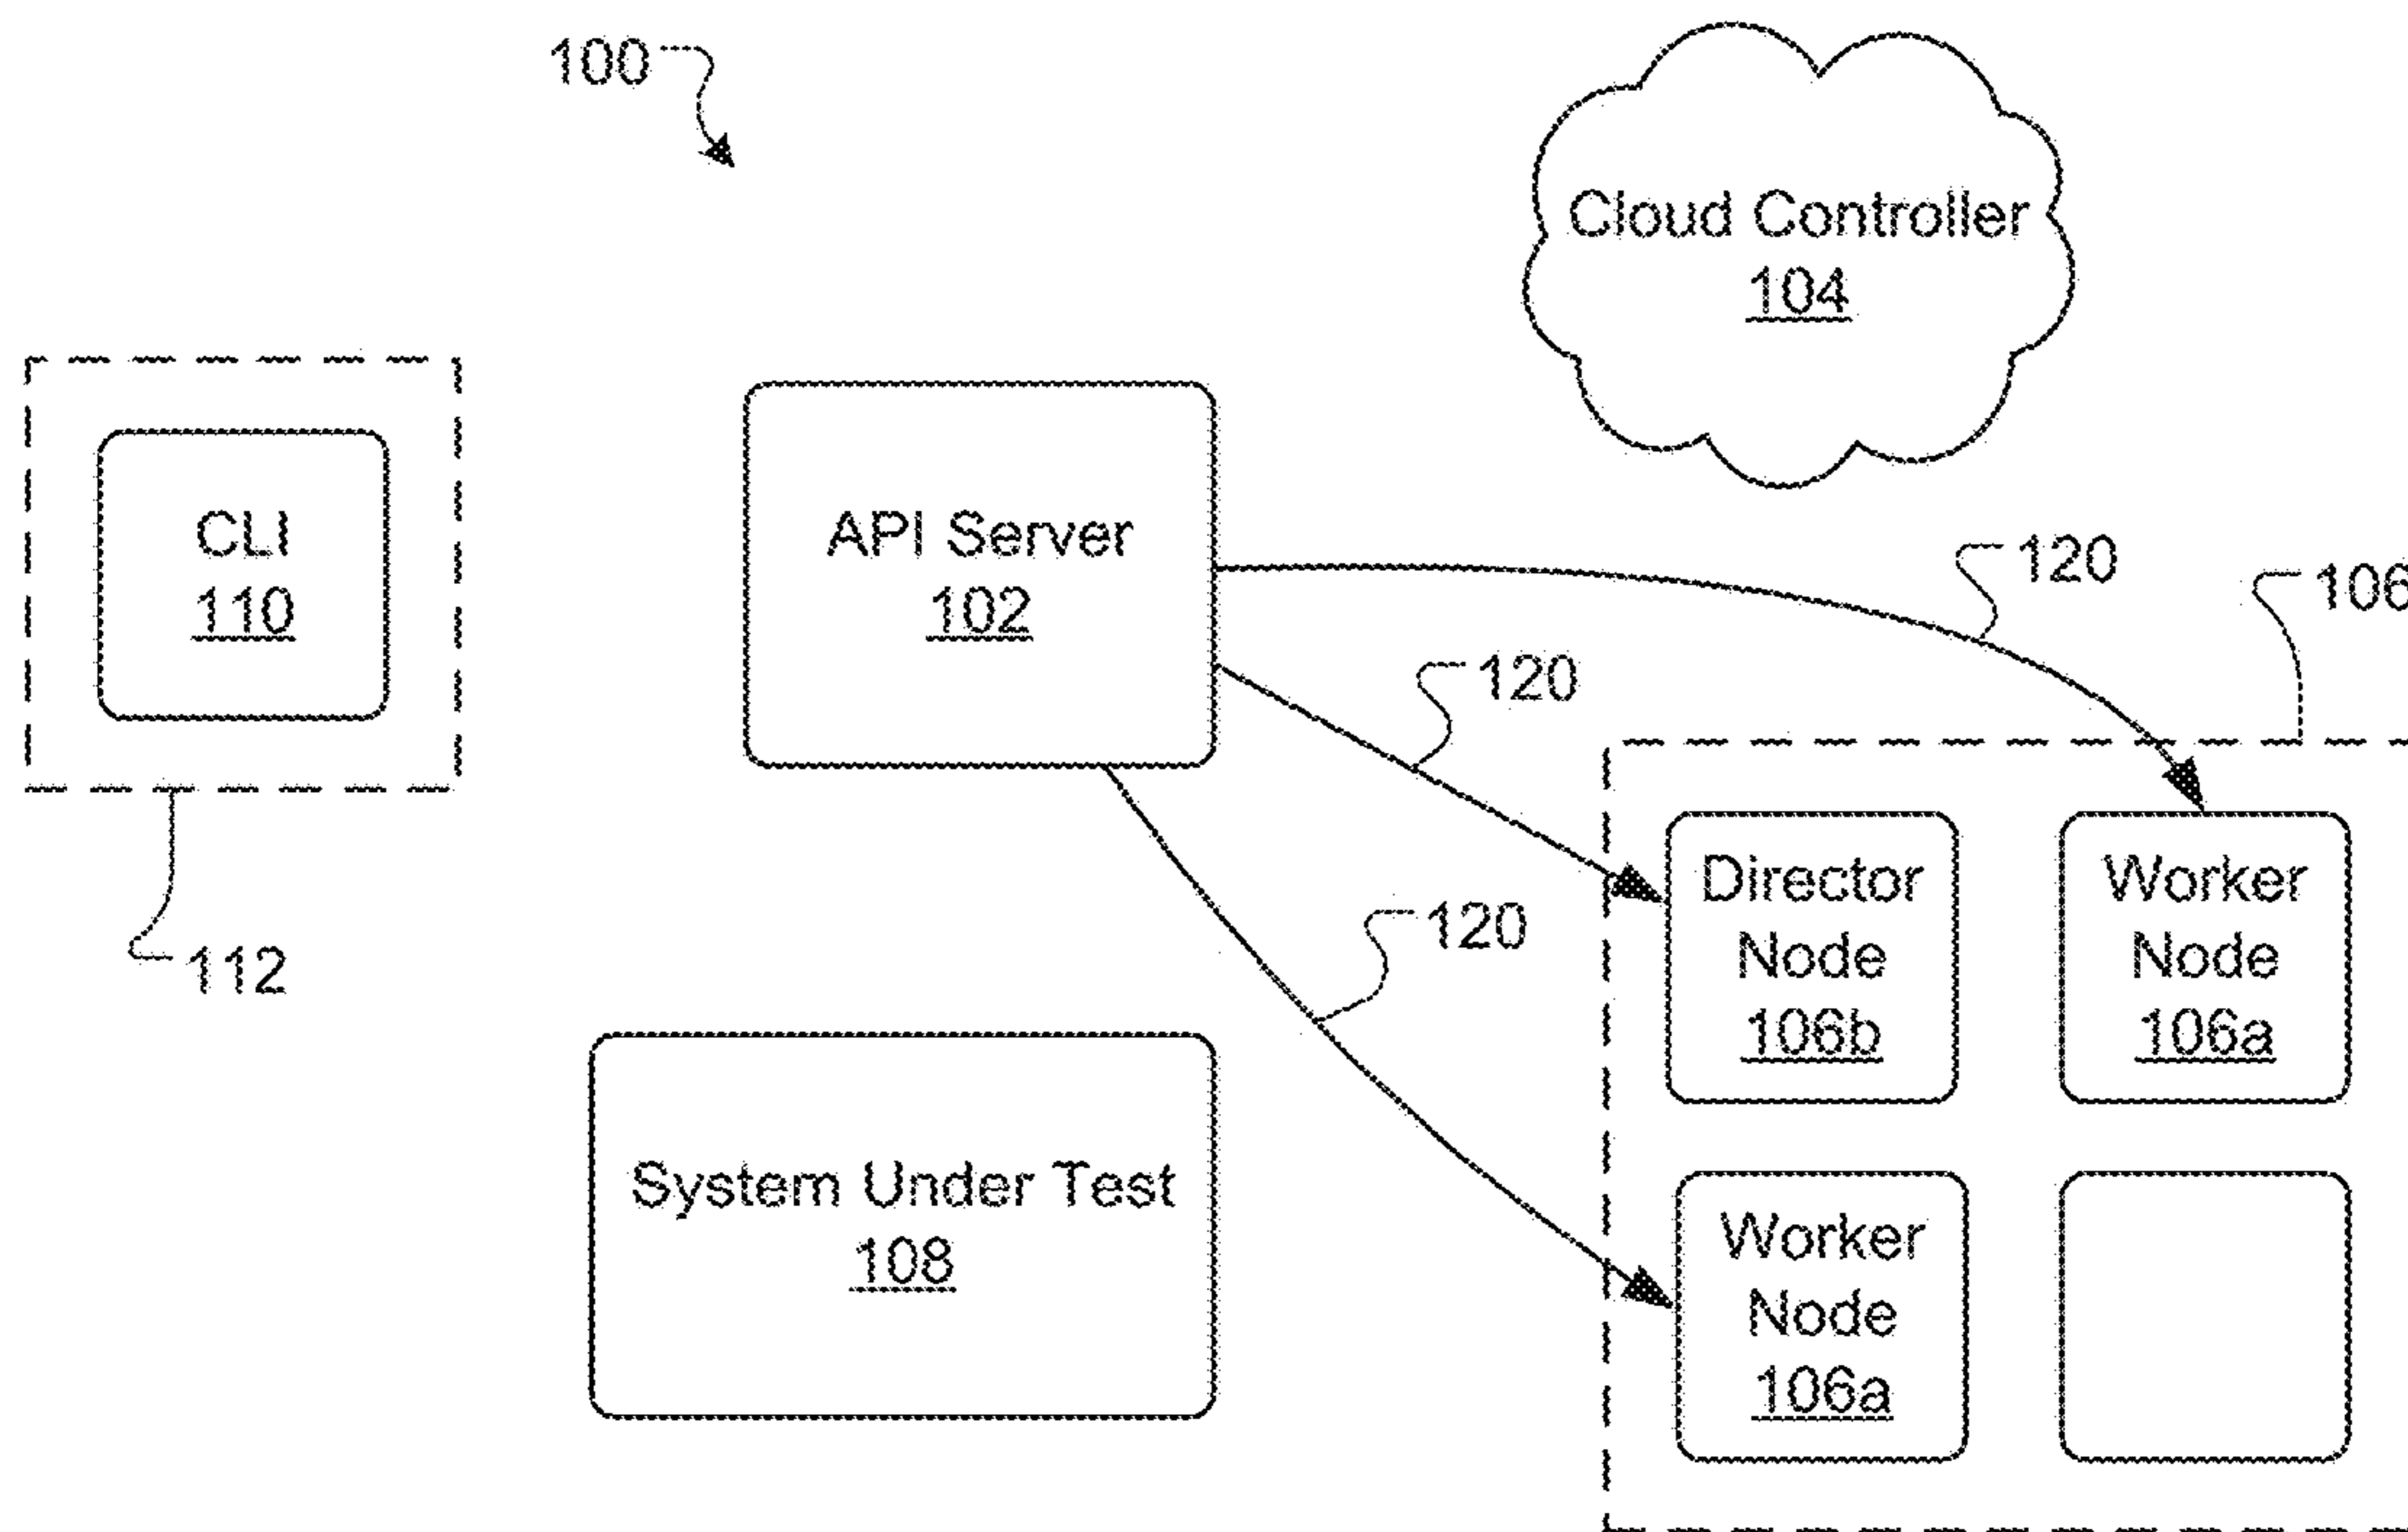 100
Cloud Controller
104
CLI
110
API Server
102
120
106
120
120
112
Director
Node
106b
Worker
Node
106a
System Under Test
108
Worker
Node
106a